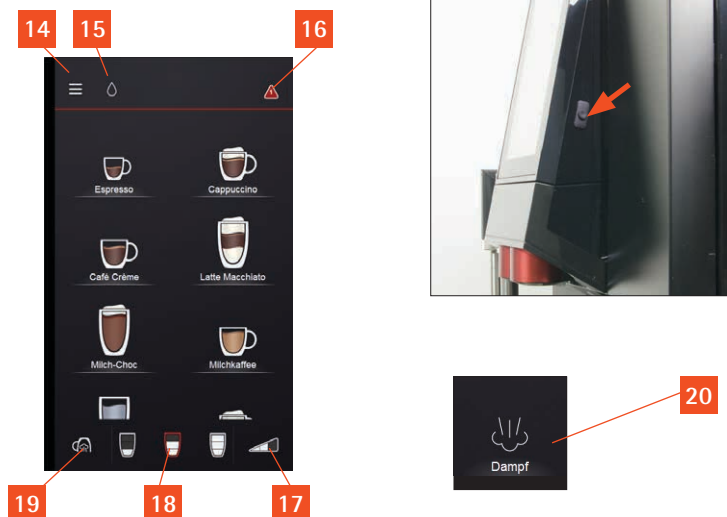 14 15 16
Espresso Cappuccino
Café Crème Latte Macchiato
Milch-Choc Milchkaffee
20
Dampf
19 18 17